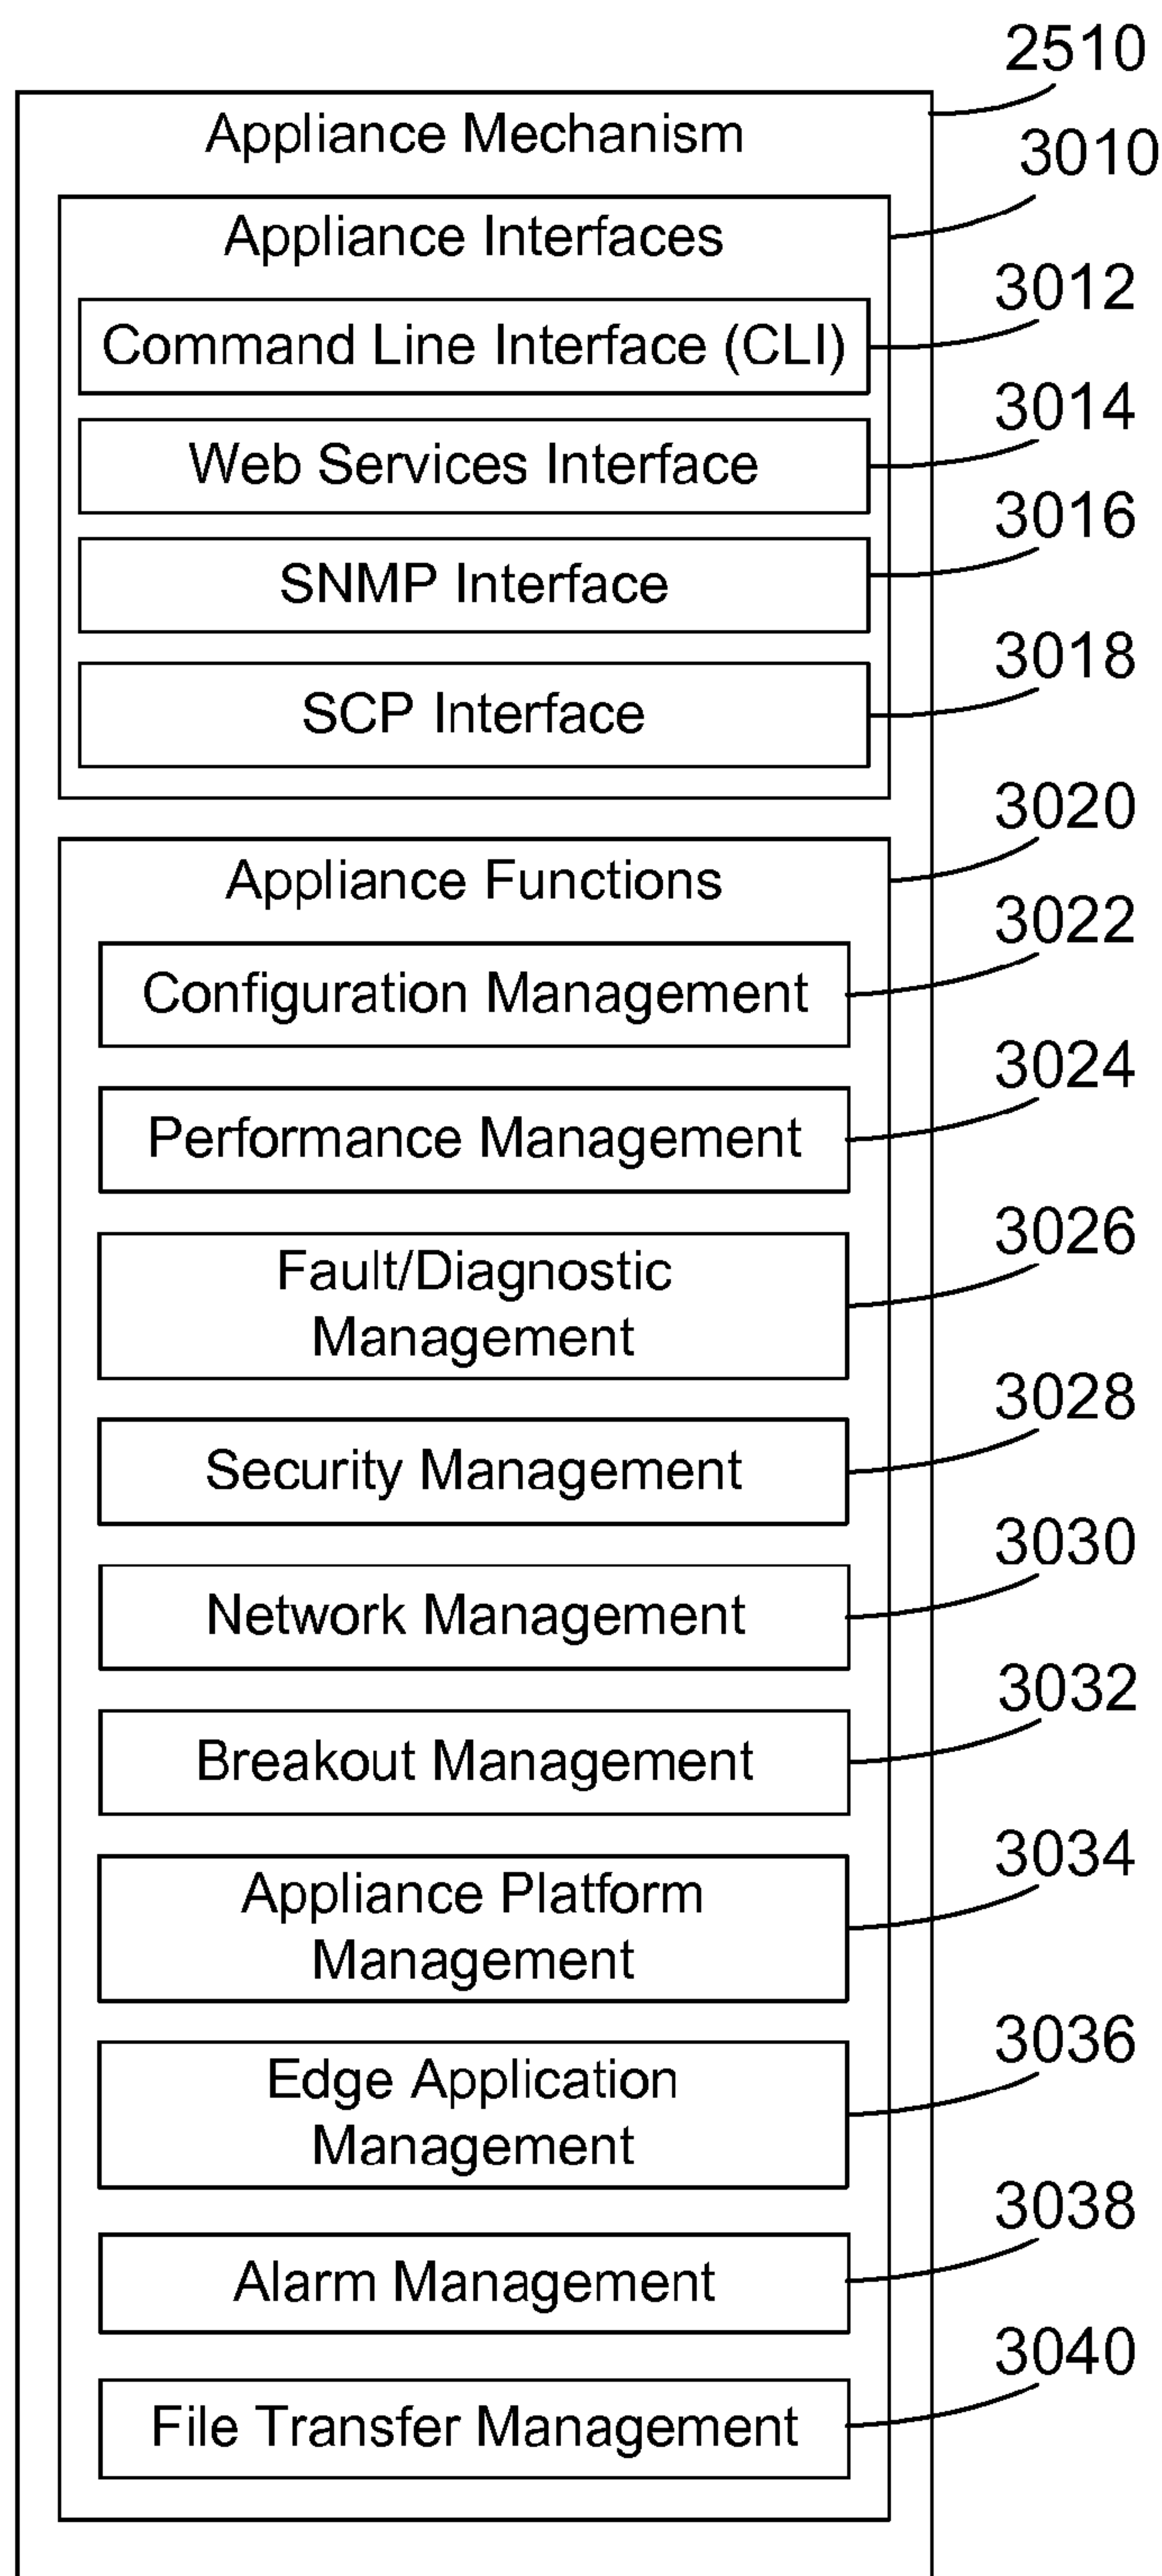 2510
Appliance Mechanism
3010
Appliance Interfaces
3012
Command Line Interface (CLI)
3014
Web Services Interface
3016
SNMP Interface
3018
SCP Interface
3020
Appliance Functions
3022
Configuration Management
3024
Performance Management
3026
Fault/Diagnostic
Management
3028
Security Management
3030
Network Management
3032
Breakout Management
3034
Appliance Platform
Management
3036
Edge Application
Management
3038
Alarm Management
3040
File Transfer Management